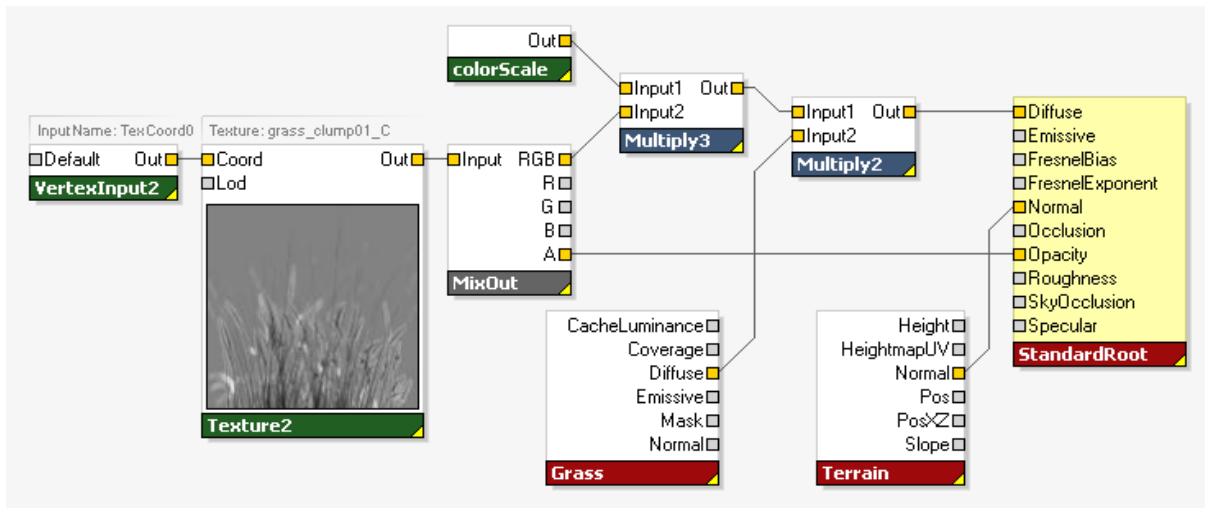 Out
colorScale
Input1 Out
Input2
Multiply3
Input1 Out
Input2
Multiply2
InputName: TexCoord0
Default Out
VertexInput2
Texture: grass_clump01_C
Coord Out
Lod
Texture2
Input RGB
R
G
B
A
MixOut
CacheLuminance
Coverage
Diffuse
Emissive
Mask
Normal
Grass
Height
HeightmapUV
Normal
Pos
PosXZ
Slope
Terrain
Diffuse
Emissive
FresnelBias
FresnelExponent
Normal
Occlusion
Opacity
Roughness
SkyOcclusion
Specular
StandardRoot